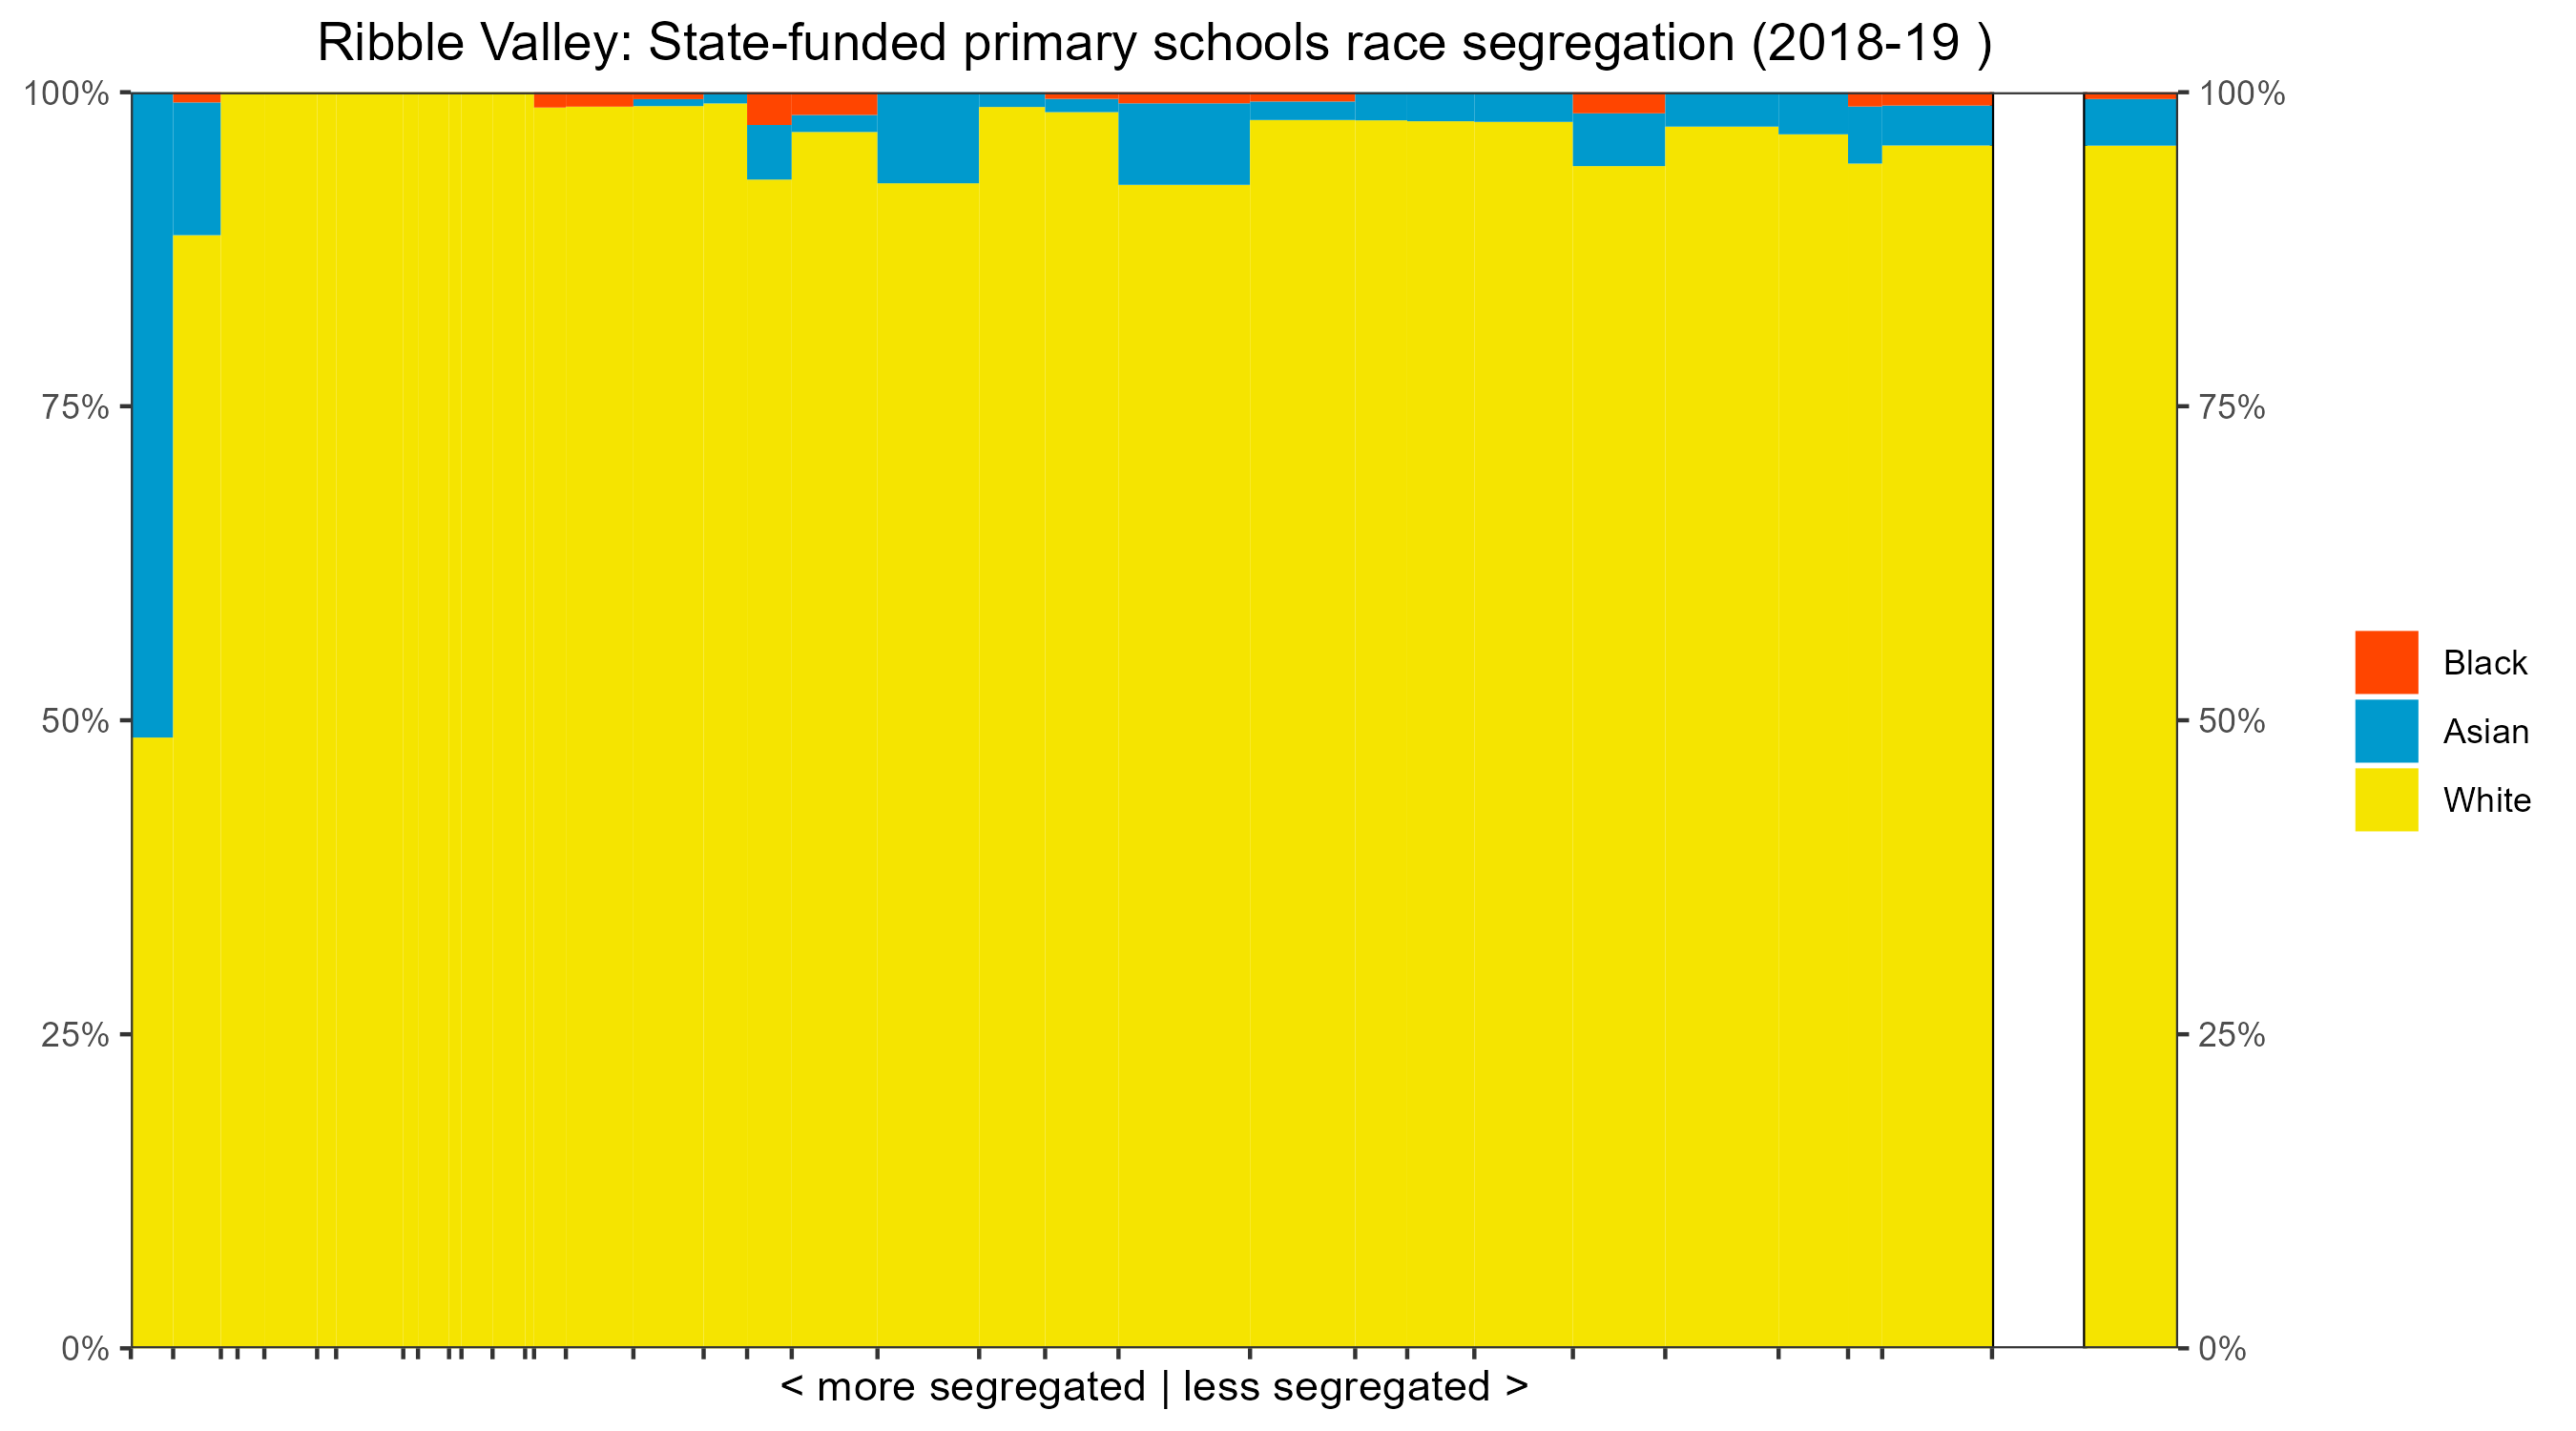 Ribble Valley: State-funded primary schools race segregation (2018-19 )
100%
75%
50%
25%
0%
100%
75%
50%
25%
0%
Black
Asian
White
< more segregated | less segregated >